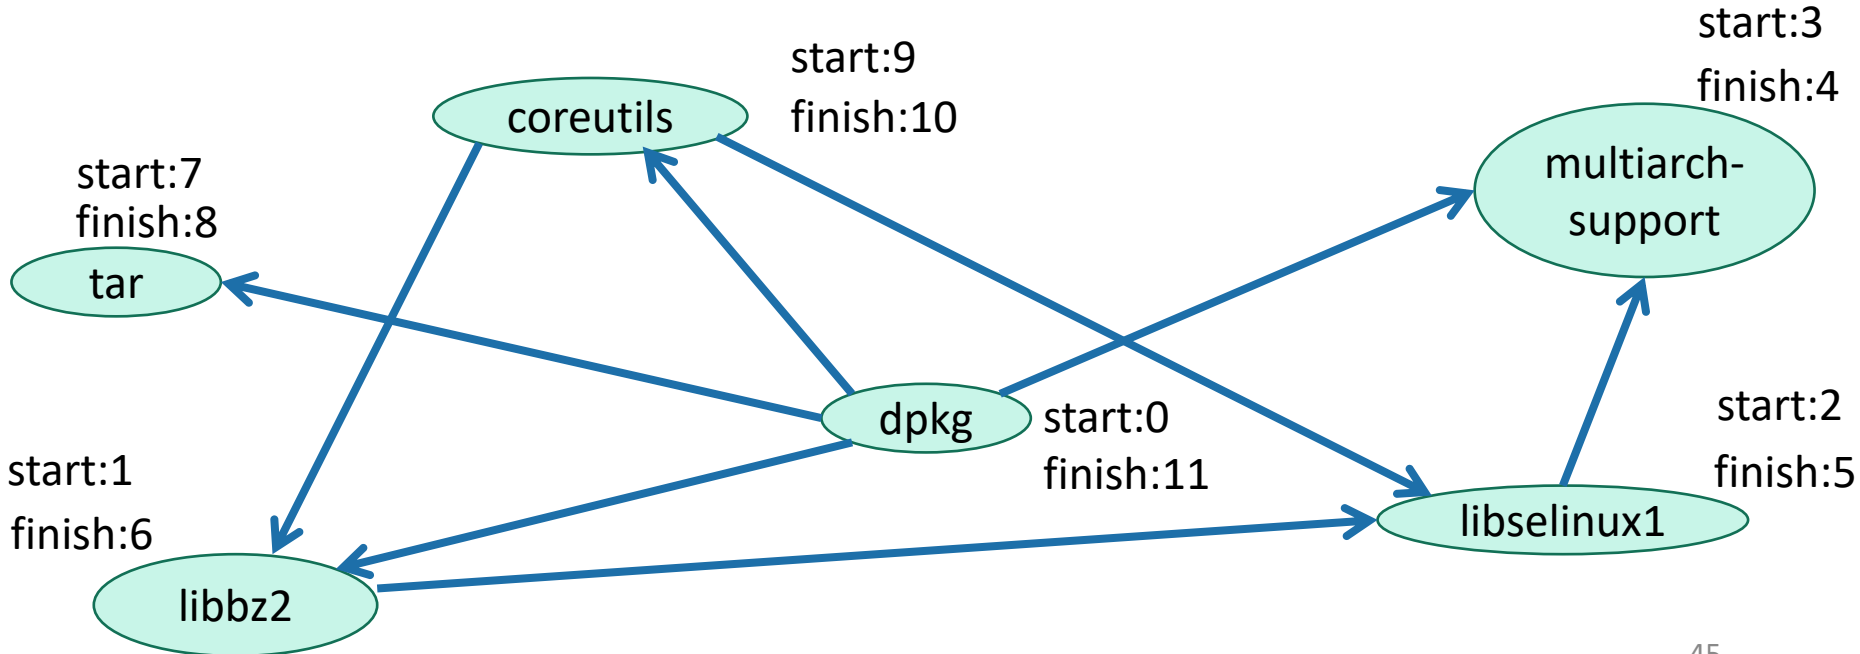 start:3
finish:4
start:9
finish:10
coreutils
multiarch-
support
start:7
finish:8
tar
dpkg
start:0
finish:11
start:2
finish:5
start:1
finish:6
libselinux1
libbz2
45